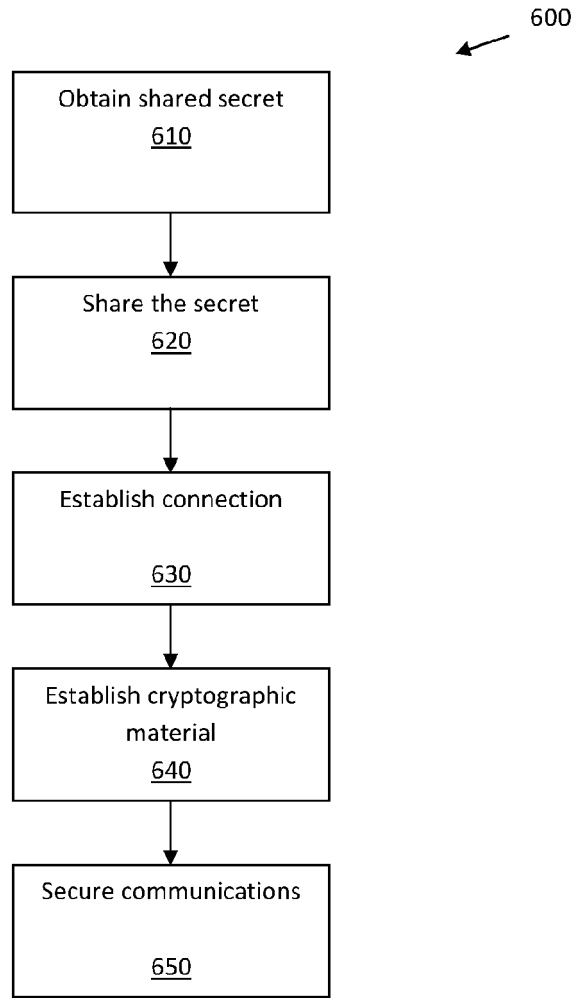 600
Obtain shared secret
610
Share the secret
620
Establish connection
630
Establish cryptographic
material
640
Secure communications
650